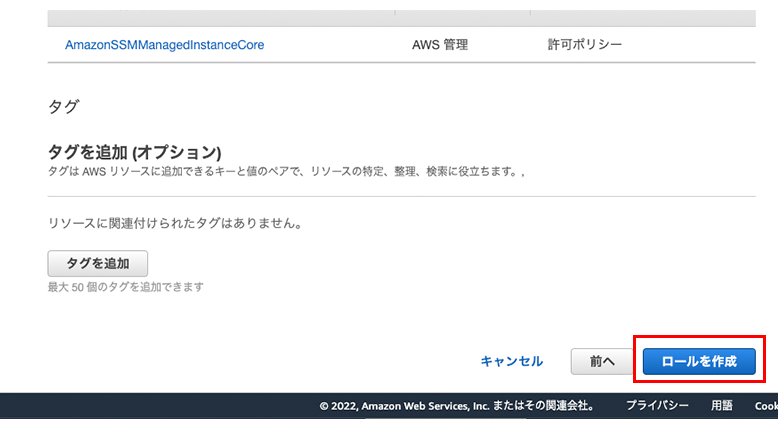 AmazonSSMManagedInstanceCore AWS 管理 許可ポリシー
タグ
タグを追加 (オプション)
タグは AWS リソースに追加できるキーと値のペアで、リソースの特定、整理、検索に役立ちます。,
リソースに関連付けられたタグはありません。
タグを追加
最大 50 個のタグを追加できます
キャンセル 前へ ロールを作成
© 2022, Amazon Web Services, Inc. またはその関連会社。 プライバシー 用語 Cook